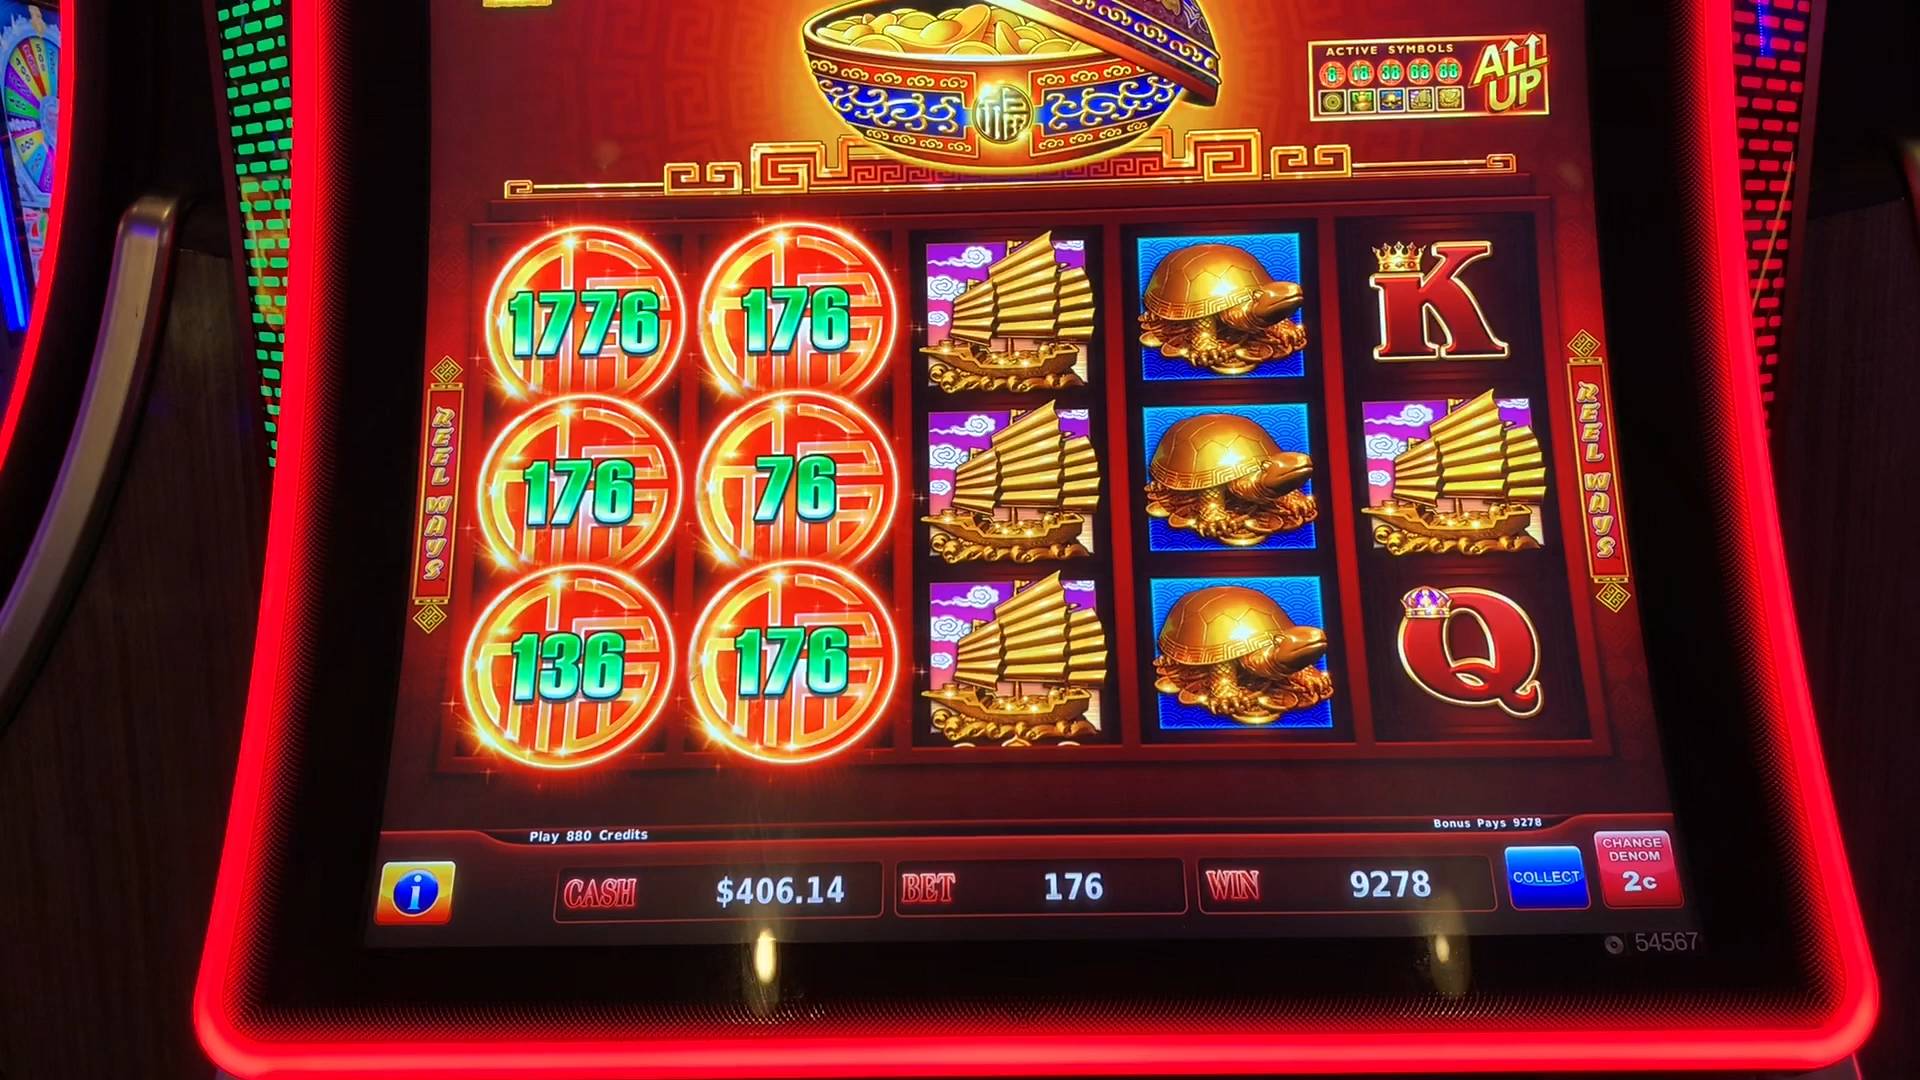 ACTIVE SYMBOLS
8 18 38 68 88
ALL UP
福
1776 176
K
176 76
136 176
Q
REEL WAYS
REEL WAYS
Play 880 Credits
Bonus Pays 9278
CASH $406.14 BET 176 WIN 9278
COLLECT
CHANGE DENOM 2c
54567